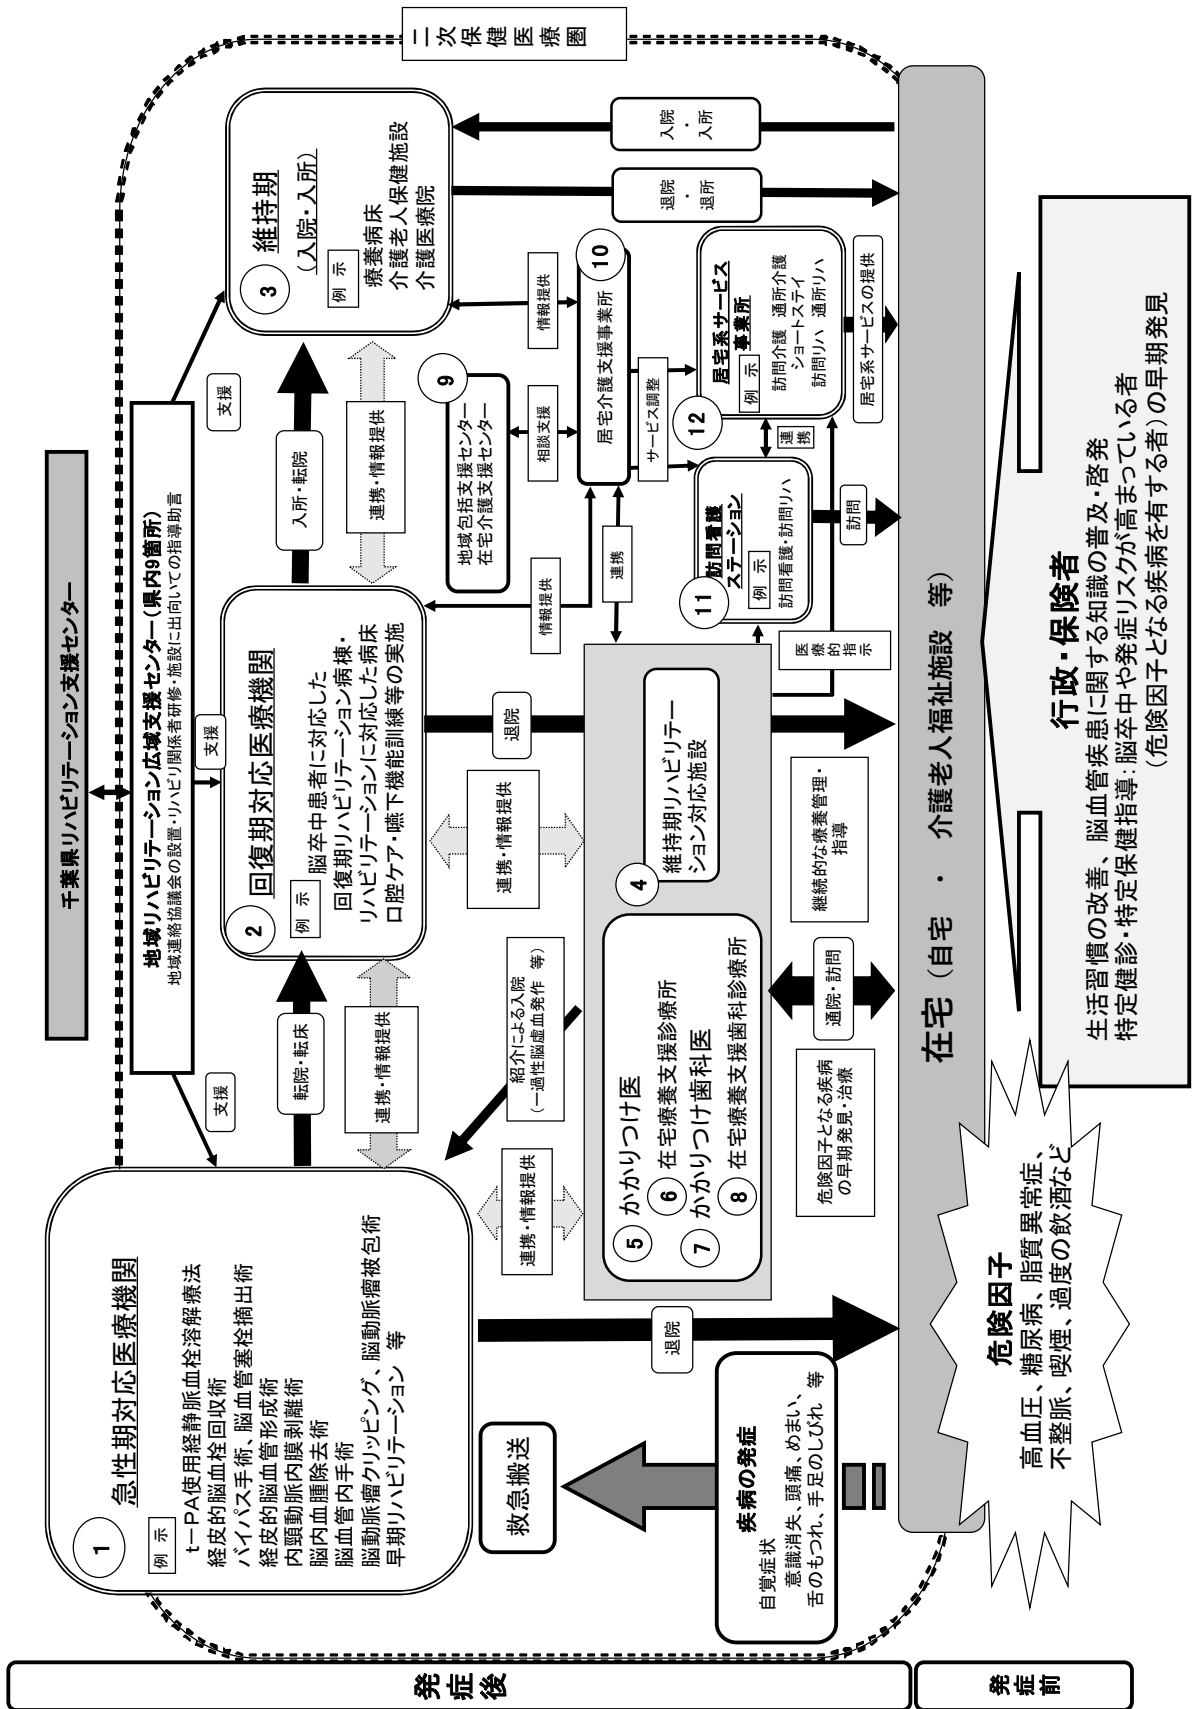 千葉県リハビリテーション支援センター
地域リハビリテーション広域支援センター（県内9箇所）
地域連絡協議会の設置・リハビリ関係者研修・施設に出向いての指導助言
二次保健医療圏
支援
支援
支援
1
急性期対応医療機関
例 示
t－PA使用経静脈血栓溶解療法
経皮的脳血栓回収術
バイパス手術、脳血管塞栓摘出術
経皮的脳血管形成術
内頸動脈内膜剥離術
脳内血腫除去術
脳血管内手術
脳動脈瘤クリッピング、脳動脈瘤被包術
早期リハビリテーション 等
転院・転床
連携・情報提供
2
回復期対応医療機関
例 示
脳卒中患者に対応した
回復期リハビリテーション病棟・
リハビリテーションに対応した病床
口腔ケア・嚥下機能訓練等の実施
入所・転院
連携・情報提供
3
維持期
（入院・入所）
例 示
療養病床
介護老人保健施設
介護医療院
救急搬送
連携・情報提供
紹介による入院
（一過性脳虚血発作 等）
連携・情報提供
退院
情報提供
9
地域包括支援センター
在宅介護支援センター
相談支援
情報提供
10
居宅介護支援事業所
連携
サービス調整
退院・退所
入院・入所
退院
5
かかりつけ医
6
在宅療養支援診療所
7
かかりつけ歯科医
8
在宅療養支援歯科診療所
4
維持期リハビリテー
ション対応施設
11
訪問看護
ステーション
例 示
訪問看護・訪問リハ
連携
12
居宅系サービス
事業所
例 示
訪問介護 通所介護
ショートステイ
訪問リハ 通所リハ
医療的指示
疾病の発症
自覚症状
意識消失、頭痛、めまい、
舌のもつれ、手足のしびれ 等
危険因子となる疾病
の早期発見・治療
通院・訪問
継続的な療養管理・
指導
訪問
居宅系サービスの提供
在宅（自宅 ・ 介護老人福祉施設 等）
危険因子
高血圧、糖尿病、脂質異常症、
不整脈、喫煙、過度の飲酒など
行政・保険者
生活習慣の改善、脳血管疾患に関する知識の普及・啓発
特定健診・特定保健指導：脳卒中や発症リスクが高まっている者
（危険因子となる疾病を有する者）の早期発見
発症後
発症前